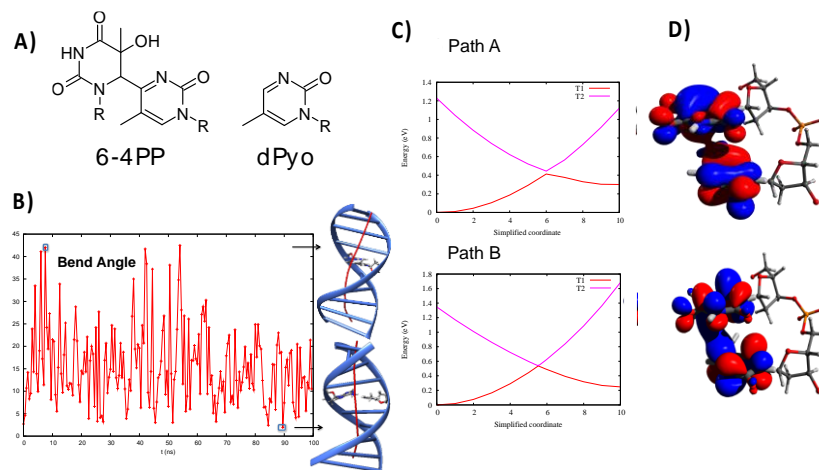 A)
O
OH
HN
O
N
R
N
O
N
R
6-4PP
N
O
N
R
dPyo
B)
Bend Angle
45
40
35
30
25
20
15
10
5
0
0 10 20 30 40 50 60 70 80 90 100
t (ns)
C)
Path A
T1
T2
1.4
1.2
1
0.8
0.6
0.4
0.2
0
Energy (eV)
0 2 4 6 8 10
Simplified coordinate
Path B
T1
T2
1.8
1.6
1.4
1.2
1
0.8
0.6
0.4
0.2
0
Energy (eV)
0 2 4 6 8 10
Simplified coordinate
D)